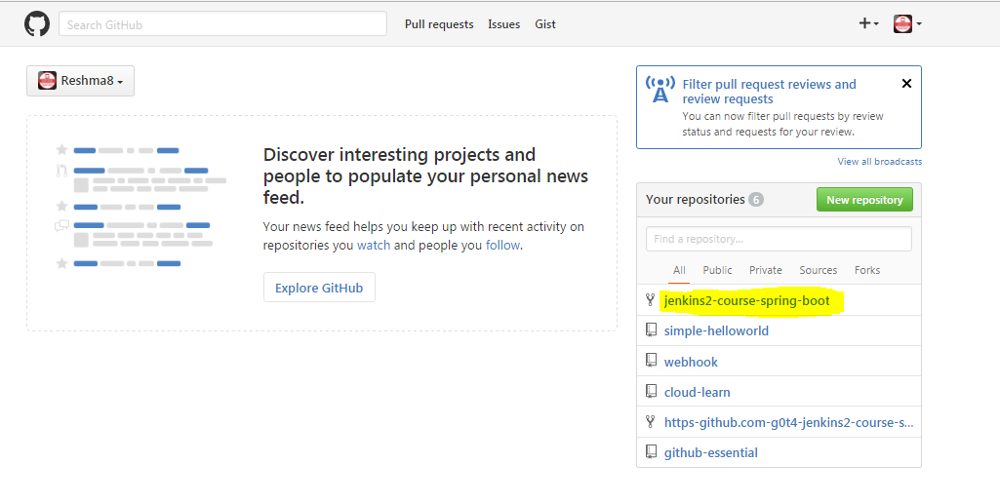 Search GitHub
Pull requests Issues Gist
Reshma8
Discover interesting projects and
people to populate your personal news
feed.
Your news feed helps you keep up with recent activity on
repositories you watch and people you follow.
Explore GitHub
Filter pull request reviews and
review requests
You can now filter pull requests by review
status and requests for your review.
View all broadcasts
Your repositories 6
New repository
Find a repository...
All Public Private Sources Forks
jenkins2-course-spring-boot
simple-helloworld
webhook
cloud-learn
https-github.com-g0t4-jenkins2-course-s...
github-essential